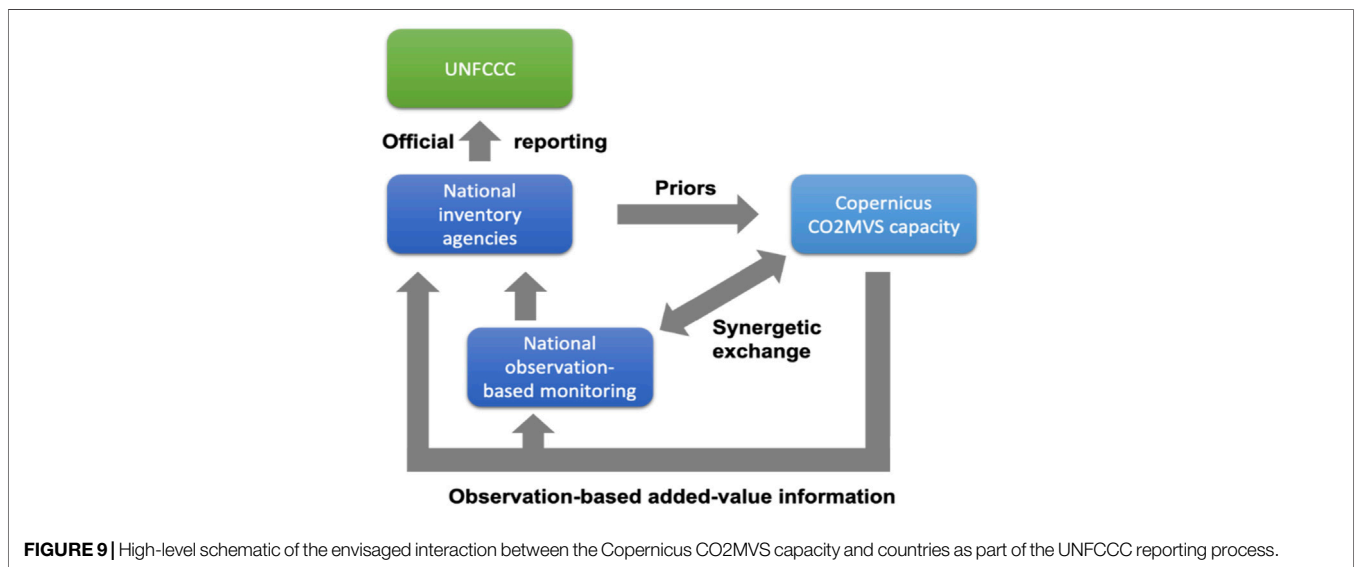 UNFCCC
Official reporting
National
inventory
agencies
Priors
Copernicus
CO2MVS capacity
National
observation-
based monitoring
Synergetic
exchange
Observation-based added-value information
FIGURE 9 | High-level schematic of the envisaged interaction between the Copernicus CO2MVS capacity and countries as part of the UNFCCC reporting process.